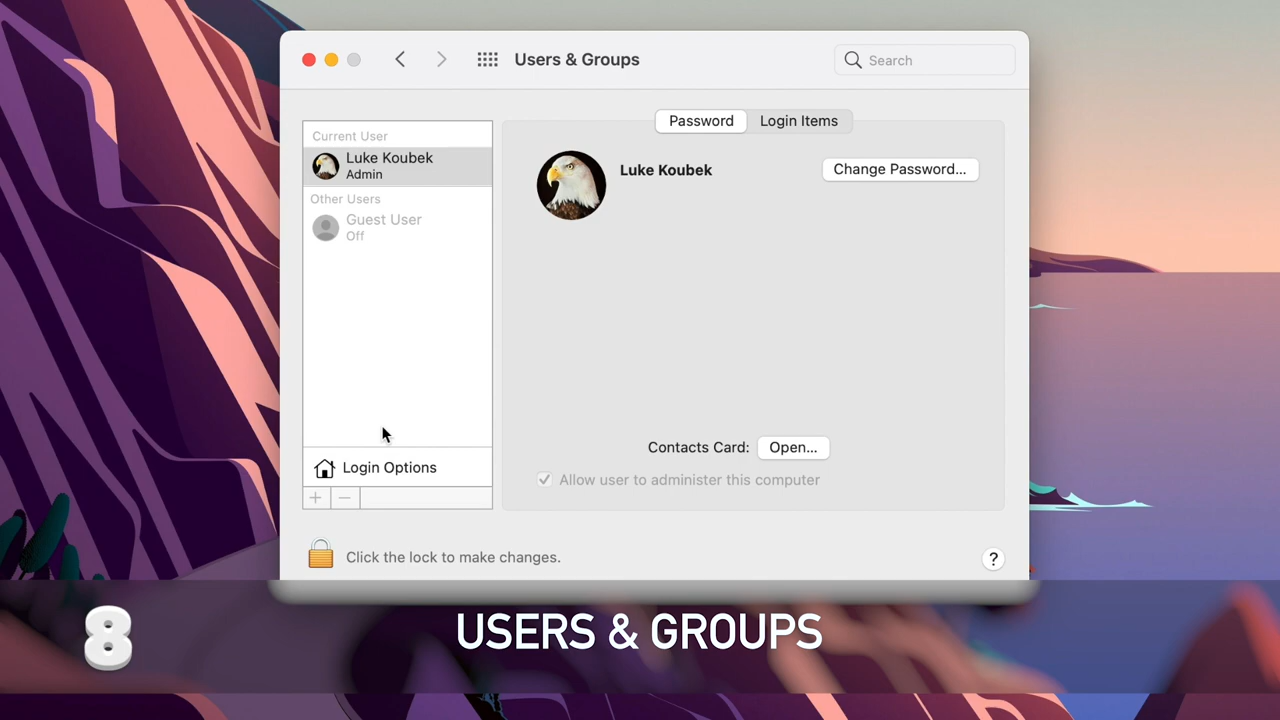 Users & Groups
Search
Password
Login Items
Current User
Luke Koubek
Admin
Other Users
Guest User
Off
Login Options
Luke Koubek
Change Password...
Contacts Card:
Open...
Allow user to administer this computer
Click the lock to make changes.
?
8
USERS & GROUPS